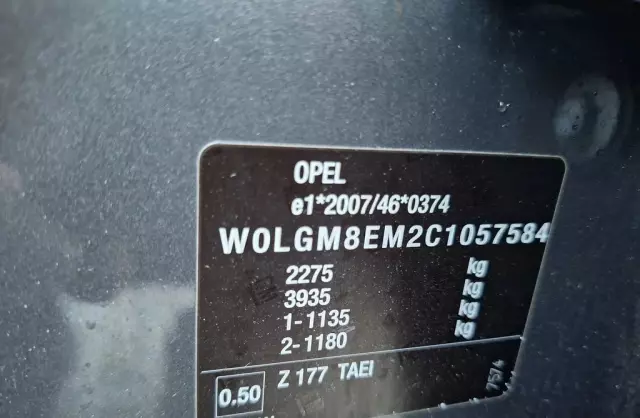 OPEL
e1*2007/46*0374
W0LGM8EM2C1057584
2275 kg
3935 kg
1-1135 kg
2-1180 kg
0.50 Z 177 TAEI